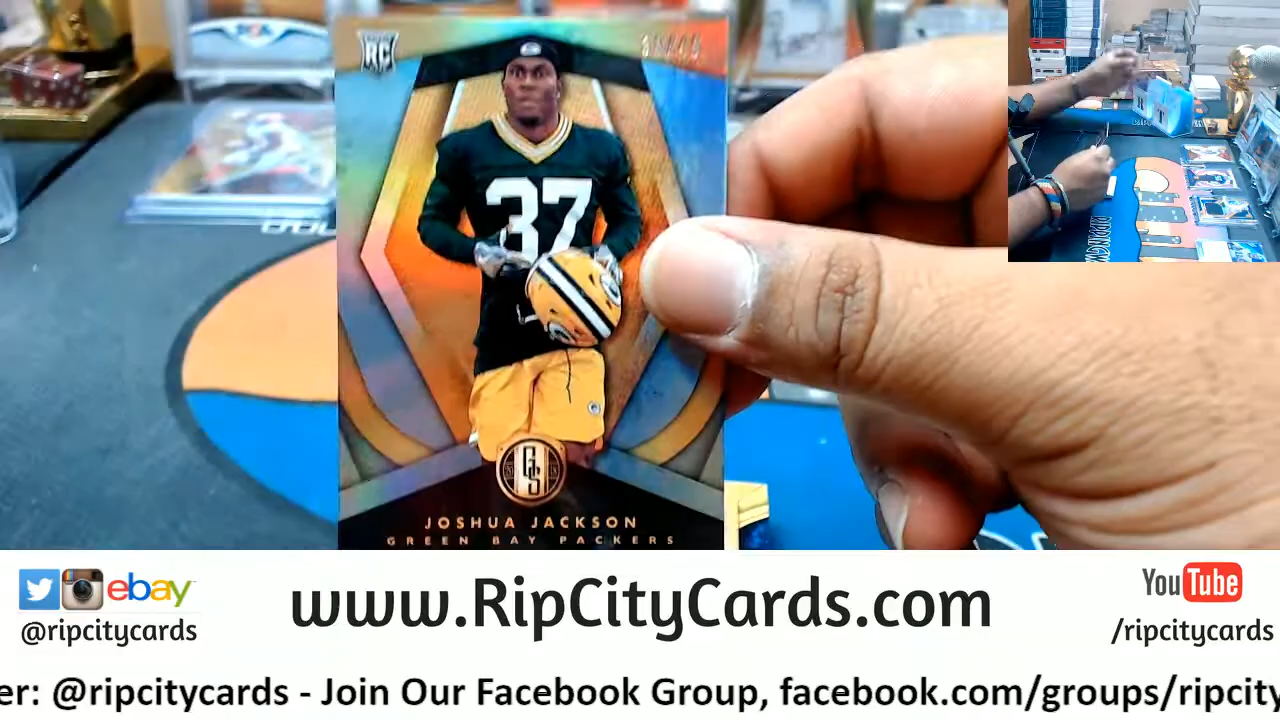 RC
37
GS
JOSHUA JACKSON
GREEN BAY PACKERS
ebay
@ripcitycards
www.RipCityCards.com
YouTube
/ripcitycards
er: @ripcitycards - Join Our Facebook Group, facebook.com/groups/ripcity